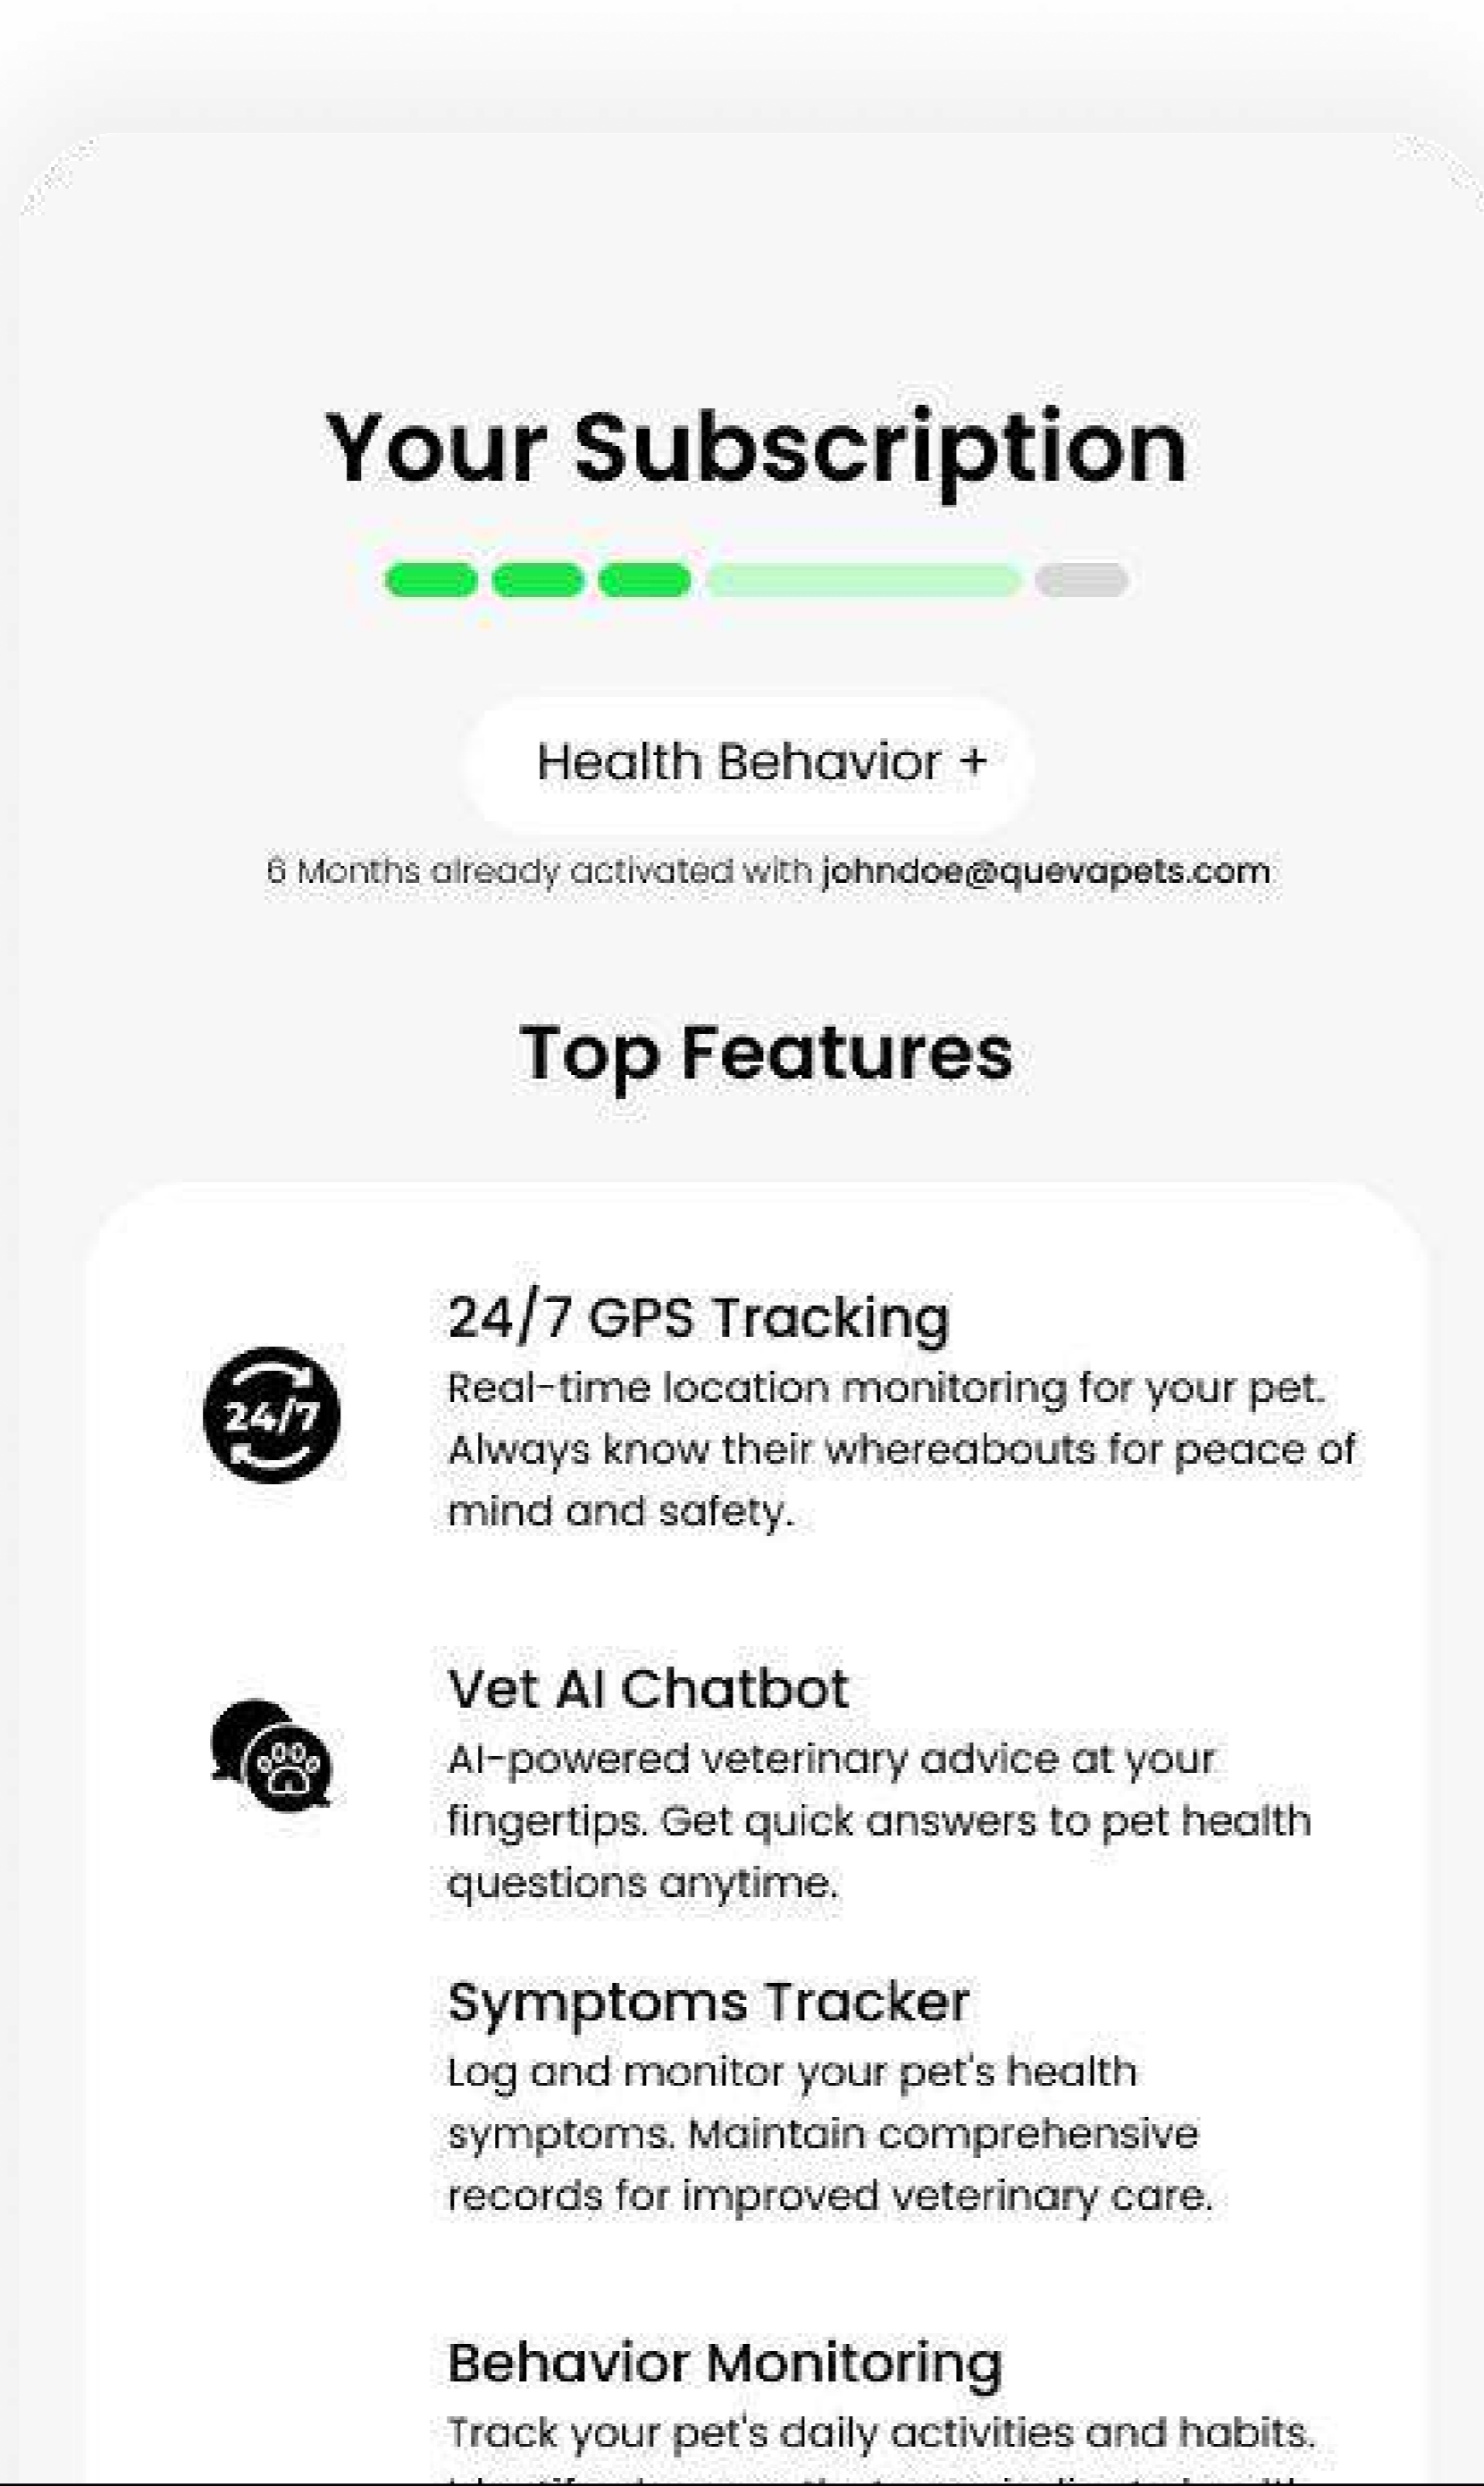 Your Subscription
Health Behavior +
6 Months already activated with johndoe@quevapets.com
Top Features
24/7 GPS Tracking
24/7
Real-time location monitoring for your pet.
Always know their whereabouts for peace of
mind and safety.
Vet AI Chatbot
AI-powered veterinary advice at your
fingertips. Get quick answers to pet health
questions anytime.
Symptoms Tracker
Log and monitor your pet's health
symptoms. Maintain comprehensive
records for improved veterinary care.
Behavior Monitoring
Track your pet's daily activities and habits.